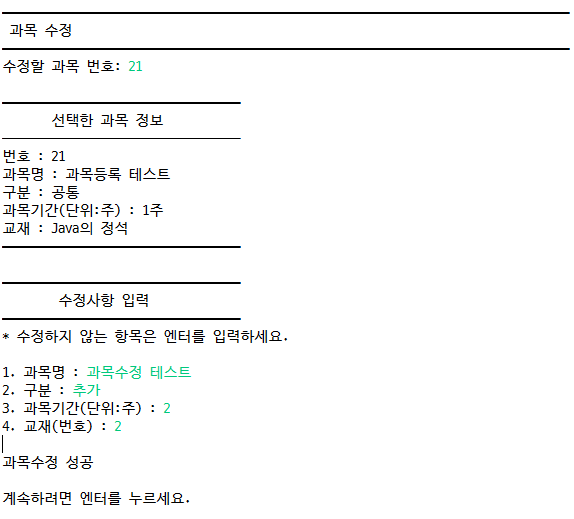 과목 수정
수정할 과목 번호: 21
선택한 과목 정보
번호 : 21
과목명 : 과목등록 테스트
구분 : 공통
과목기간(단위:주) : 1주
교재 : Java의 정석
수정사항 입력
* 수정하지 않는 항목은 엔터를 입력하세요.
1. 과목명 : 과목수정 테스트
2. 구분 : 추가
3. 과목기간(단위:주) : 2
4. 교재(번호) : 2
과목수정 성공
계속하려면 엔터를 누르세요.